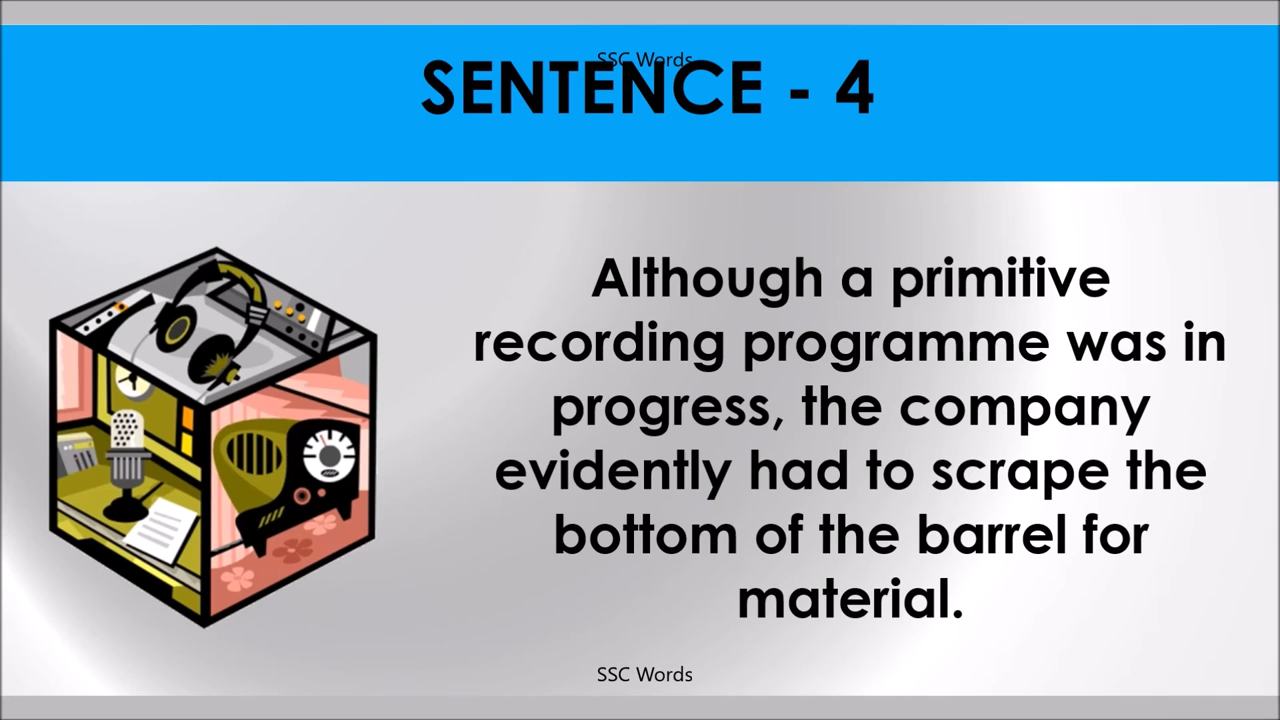 SSC Words
SENTENCE - 4
Although a primitive
recording programme was in
progress, the company
evidently had to scrape the
bottom of the barrel for
material.
SSC Words